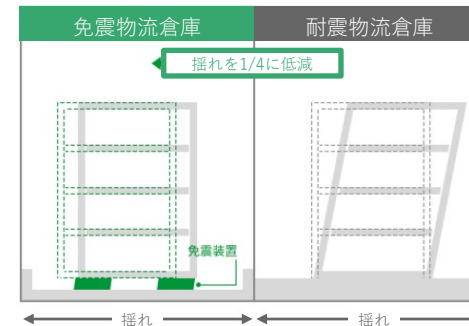 免震物流倉庫
耐震物流倉庫
揺れを1/4に低減
免震装置
揺れ
揺れ